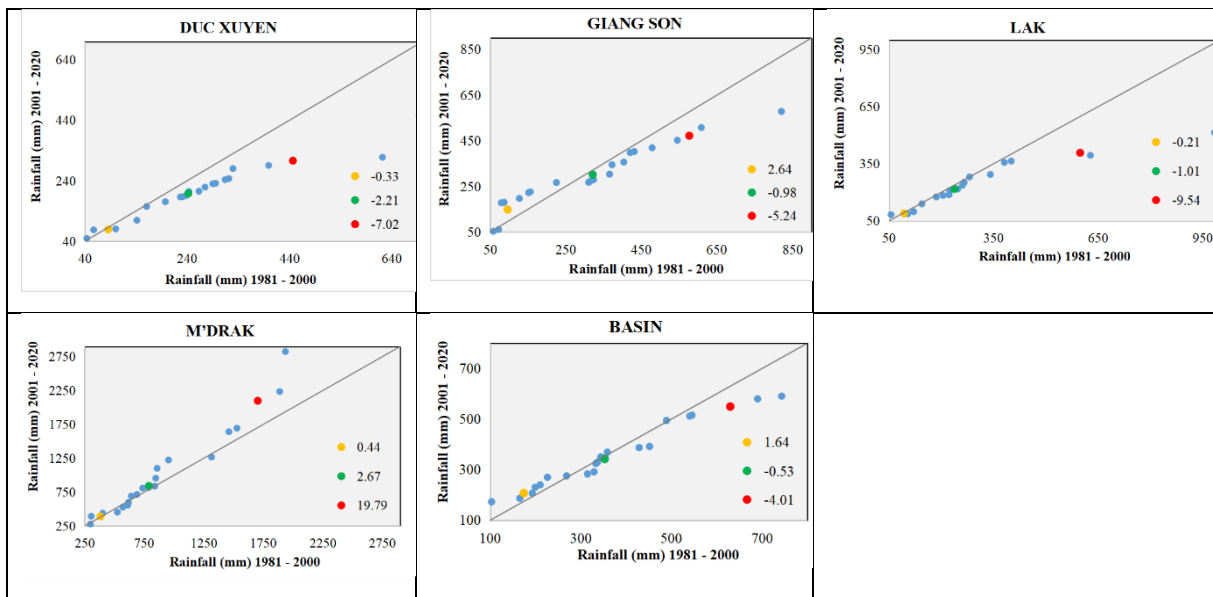 DUC XUYEN
Rainfall (mm) 2001 - 2020
640
440
240
40
-0.33
-2.21
-7.02
40 240 440 640
Rainfall (mm) 1981 - 2000
GIANG SON
Rainfall (mm) 2001 - 2020
850
650
450
250
50
2.64
-0.98
-5.24
50 250 450 650 850
Rainfall (mm) 1981 - 2000
LAK
Rainfall (mm) 2001 - 2020
950
650
350
50
-0.21
-1.01
-9.54
50 350 650 950
Rainfall (mm) 1981 - 2000
M'DRAK
Rainfall (mm) 2001 - 2020
2750
2250
1750
1250
750
250
0.44
2.67
19.79
250 750 1250 1750 2250 2750
Rainfall (mm) 1981 - 2000
BASIN
Rainfall (mm) 2001 - 2020
700
500
300
100
1.64
-0.53
-4.01
100 300 500 700
Rainfall (mm) 1981 - 2000